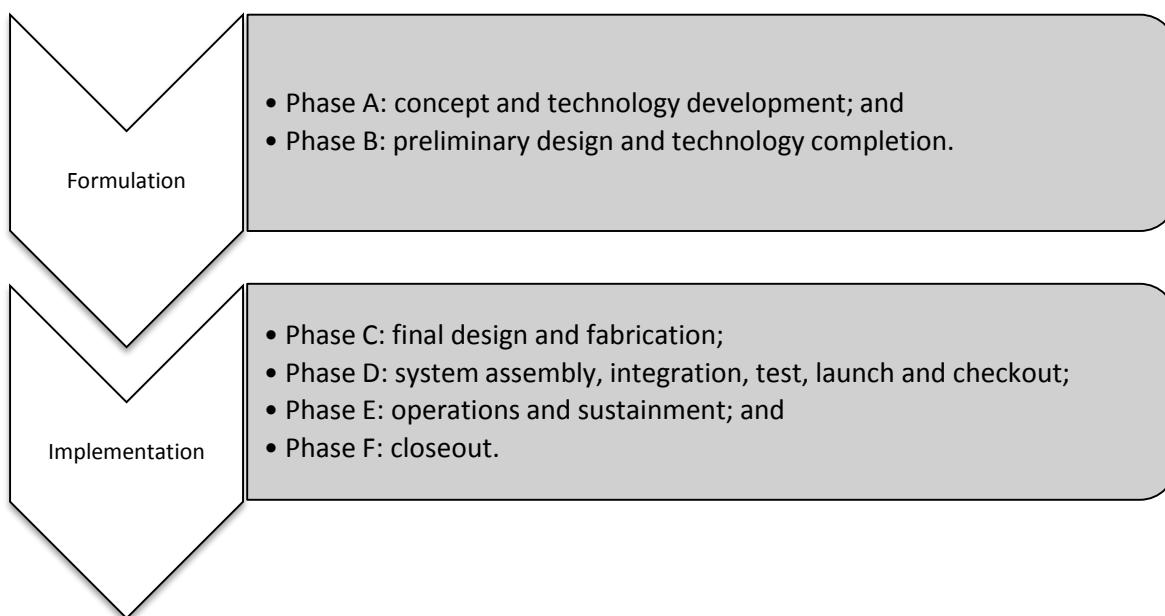 Formulation
• Phase A: concept and technology development; and
• Phase B: preliminary design and technology completion.
Implementation
• Phase C: final design and fabrication;
• Phase D: system assembly, integration, test, launch and checkout;
• Phase E: operations and sustainment; and
• Phase F: closeout.